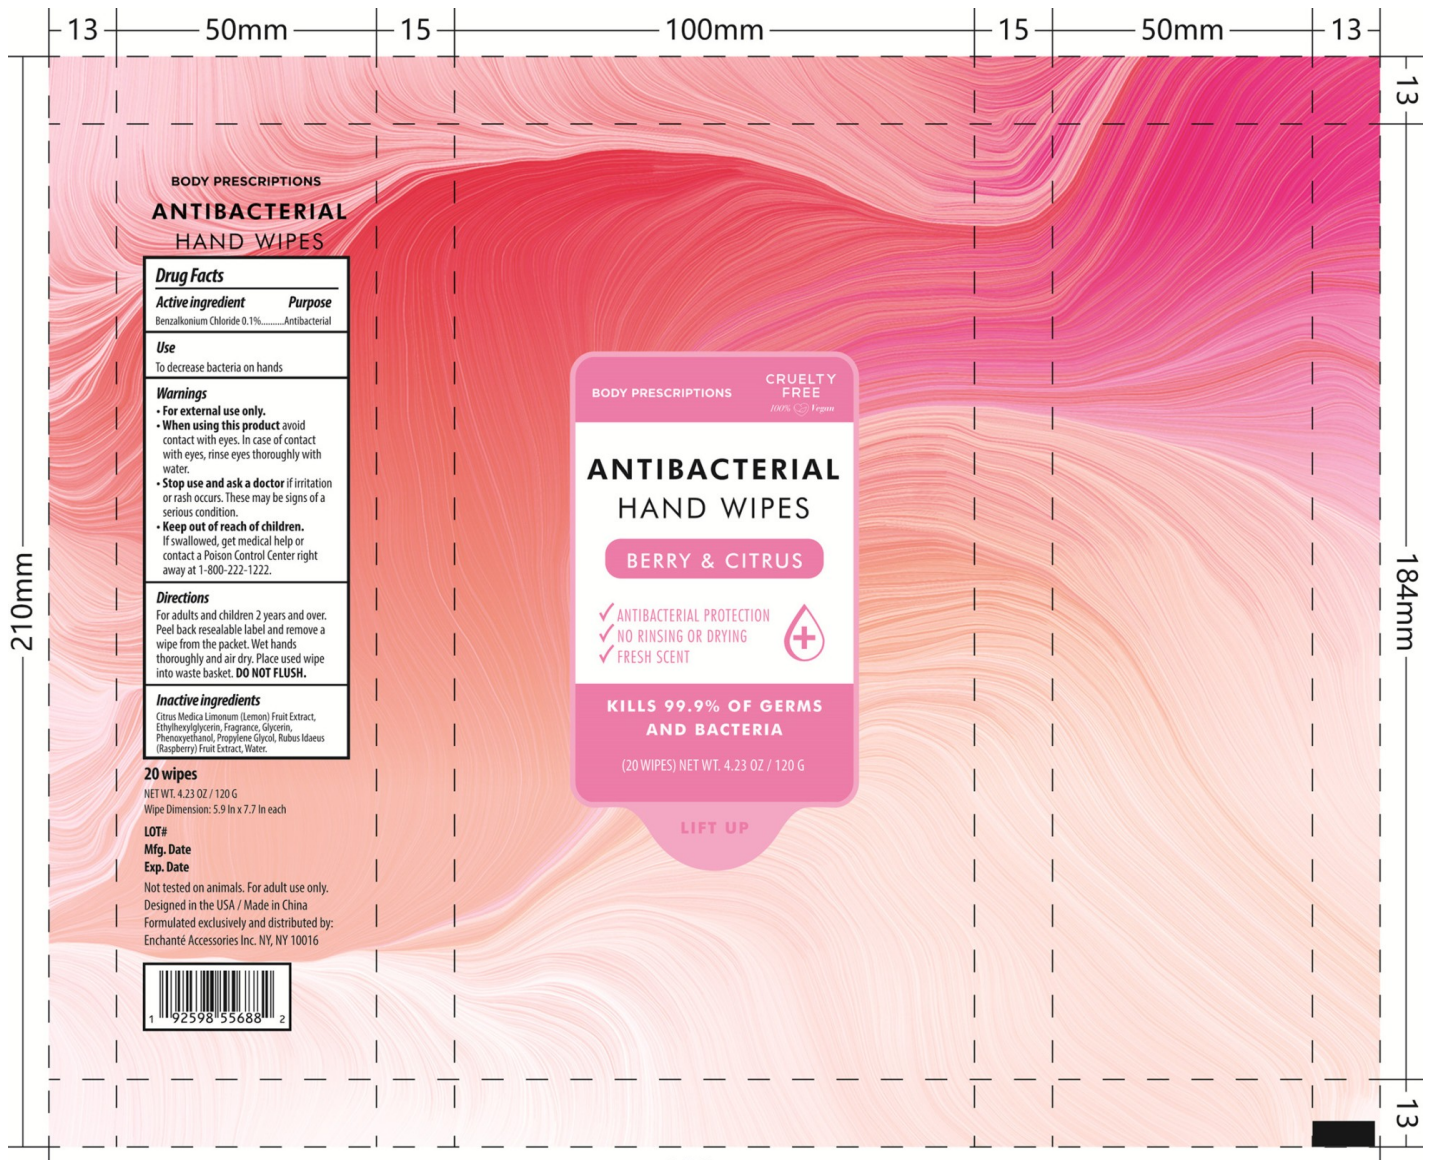 13 50mm 15 100mm 15 50mm 13
13
210mm
184mm
13
BODY PRESCRIPTIONS
ANTIBACTERIAL
HAND WIPES
Drug Facts
Active ingredient Purpose
Benzalkonium Chloride 0.1%..........Antibacterial
Use
To decrease bacteria on hands
Warnings
• For external use only.
• When using this product avoid
contact with eyes. In case of contact
with eyes, rinse eyes thoroughly with
water.
• Stop use and ask a doctor if irritation
or rash occurs. These may be signs of a
serious condition.
• Keep out of reach of children.
If swallowed, get medical help or
contact a Poison Control Center right
away at 1-800-222-1222.
Directions
For adults and children 2 years and over.
Peel back resealable label and remove a
wipe from the packet. Wet hands
thoroughly and air dry. Place used wipe
into waste basket. DO NOT FLUSH.
Inactive ingredients
Citrus Medica Limonum (Lemon) Fruit Extract,
Ethylhexylglycerin, Fragrance, Glycerin,
Phenoxyethanol, Propylene Glycol, Rubus Idaeus
(Raspberry) Fruit Extract, Water.
20 wipes
NET WT. 4.23 OZ / 120 G
Wipe Dimension: 5.9 In x 7.7 In each
LOT#
Mfg. Date
Exp. Date
Not tested on animals. For adult use only.
Designed in the USA / Made in China
Formulated exclusively and distributed by:
Enchanté Accessories Inc. NY, NY 10016
1 92598 55688 2
BODY PRESCRIPTIONS
CRUELTY
FREE
100% Vegan
ANTIBACTERIAL
HAND WIPES
BERRY & CITRUS
✓ ANTIBACTERIAL PROTECTION
✓ NO RINSING OR DRYING
✓ FRESH SCENT
KILLS 99.9% OF GERMS
AND BACTERIA
(20 WIPES) NET WT. 4.23 OZ / 120 G
LIFT UP